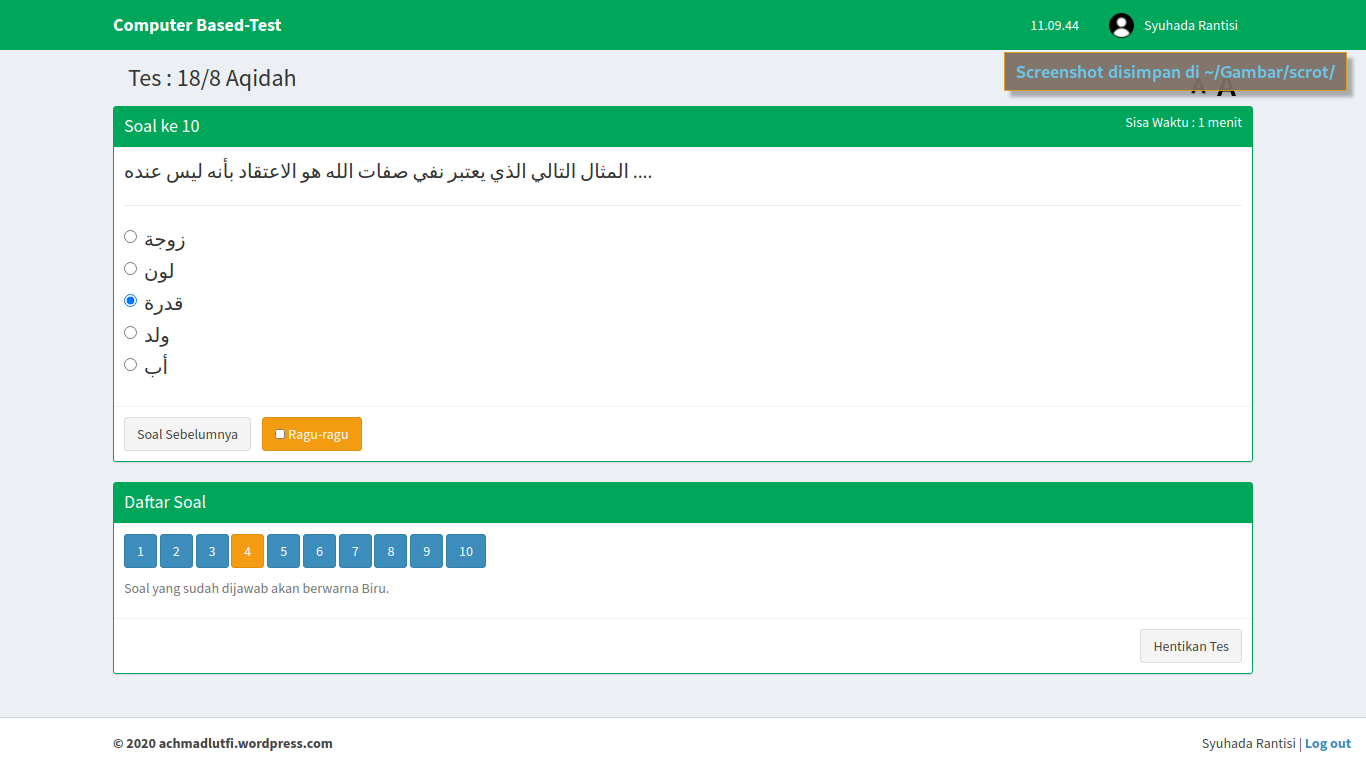 Computer Based-Test
11.09.44
Syuhada Rantisi
Tes : 18/8 Aqidah
Screenshot disimpan di ~/Gambar/scrot/
A A
Soal ke 10
Sisa Waktu : 1 menit
المثال التالي الذي يعتبر نفي صفات الله هو الاعتقاد بأنه ليس عنده ....
زوجة
لون
قدرة
ولد
أب
Soal Sebelumnya
Ragu-ragu
Daftar Soal
1 2 3 4 5 6 7 8 9 10
Soal yang sudah dijawab akan berwarna Biru.
Hentikan Tes
© 2020 achmadlutfi.wordpress.com
Syuhada Rantisi | Log out